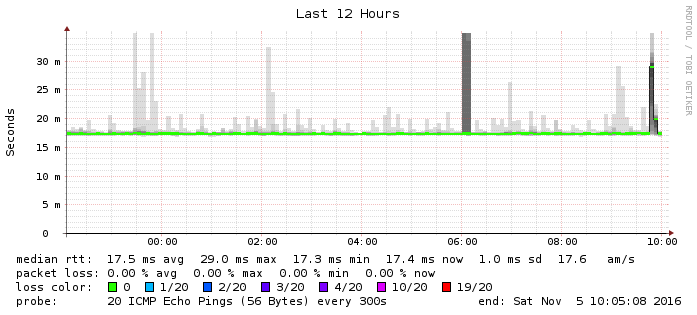 Last 12 Hours
RRDTOOL / TOBI OETIKER
Seconds
30 m
25 m
20 m
15 m
10 m
5 m
0
00:00 02:00 04:00 06:00 08:00 10:00
median rtt: 17.5 ms avg 29.0 ms max 17.3 ms min 17.4 ms now 1.0 ms sd 17.6 am/s
packet loss: 0.00 % avg 0.00 % max 0.00 % min 0.00 % now
loss color: 0 1/20 2/20 3/20 4/20 10/20 19/20
probe: 20 ICMP Echo Pings (56 Bytes) every 300s end: Sat Nov 5 10:05:08 2016